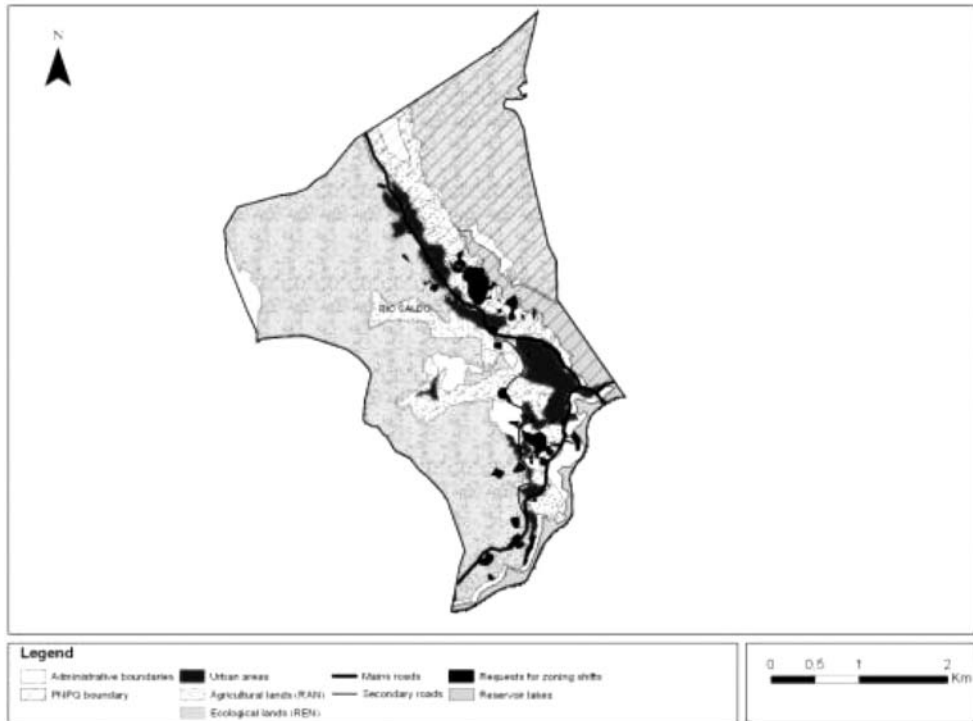 N
RIO CALDO
Legend
Administrative boundaries Urban areas Mains roads Requests for zoning shifts
PNPG boundary Agricultural lands (RAN) Secondary roads Reservoir lakes
Ecological lands (REN)
0 0.5 1 2
Km